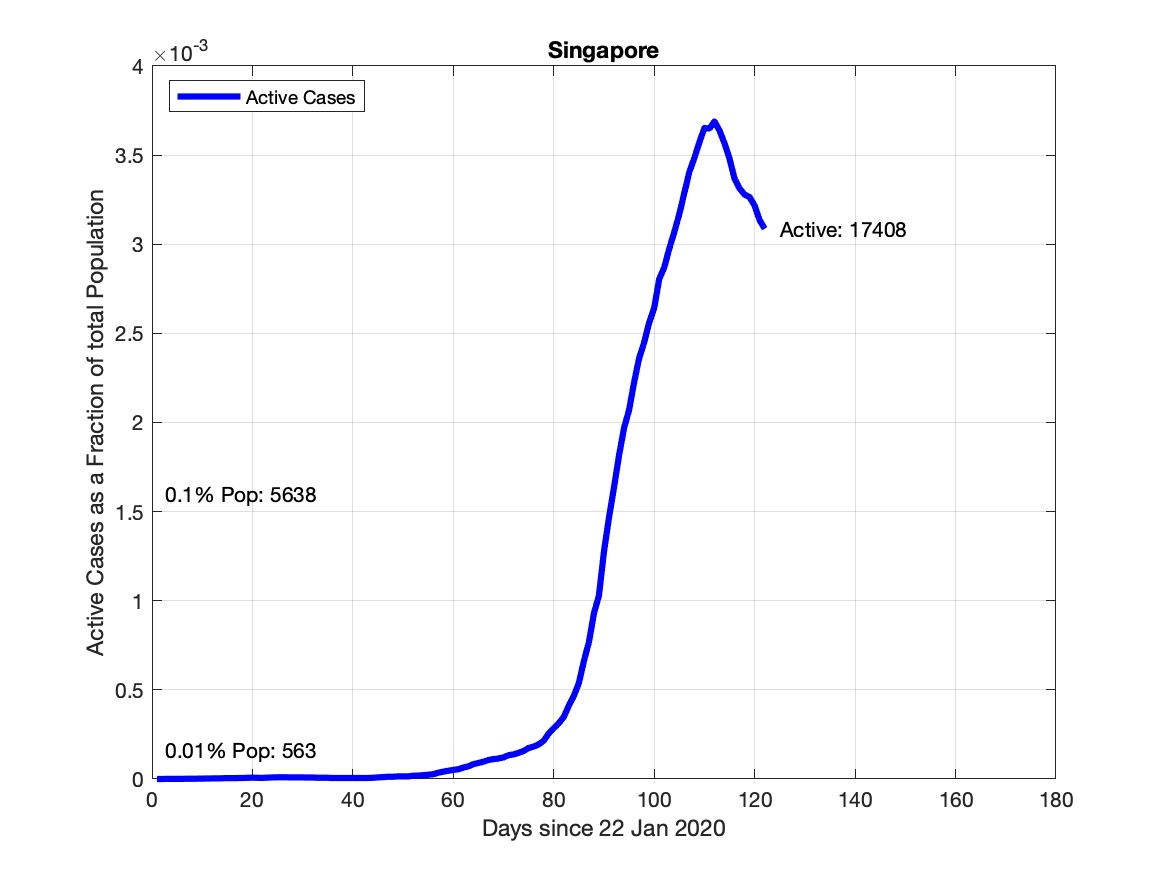 Singapore
×10-3
4
Active Cases
3.5
3
Active: 17408
2.5
2
0.1% Pop: 5638
1.5
1
0.5
0.01% Pop: 563
0
0 20 40 60 80 100 120 140 160 180
Days since 22 Jan 2020
Active Cases as a Fraction of total Population